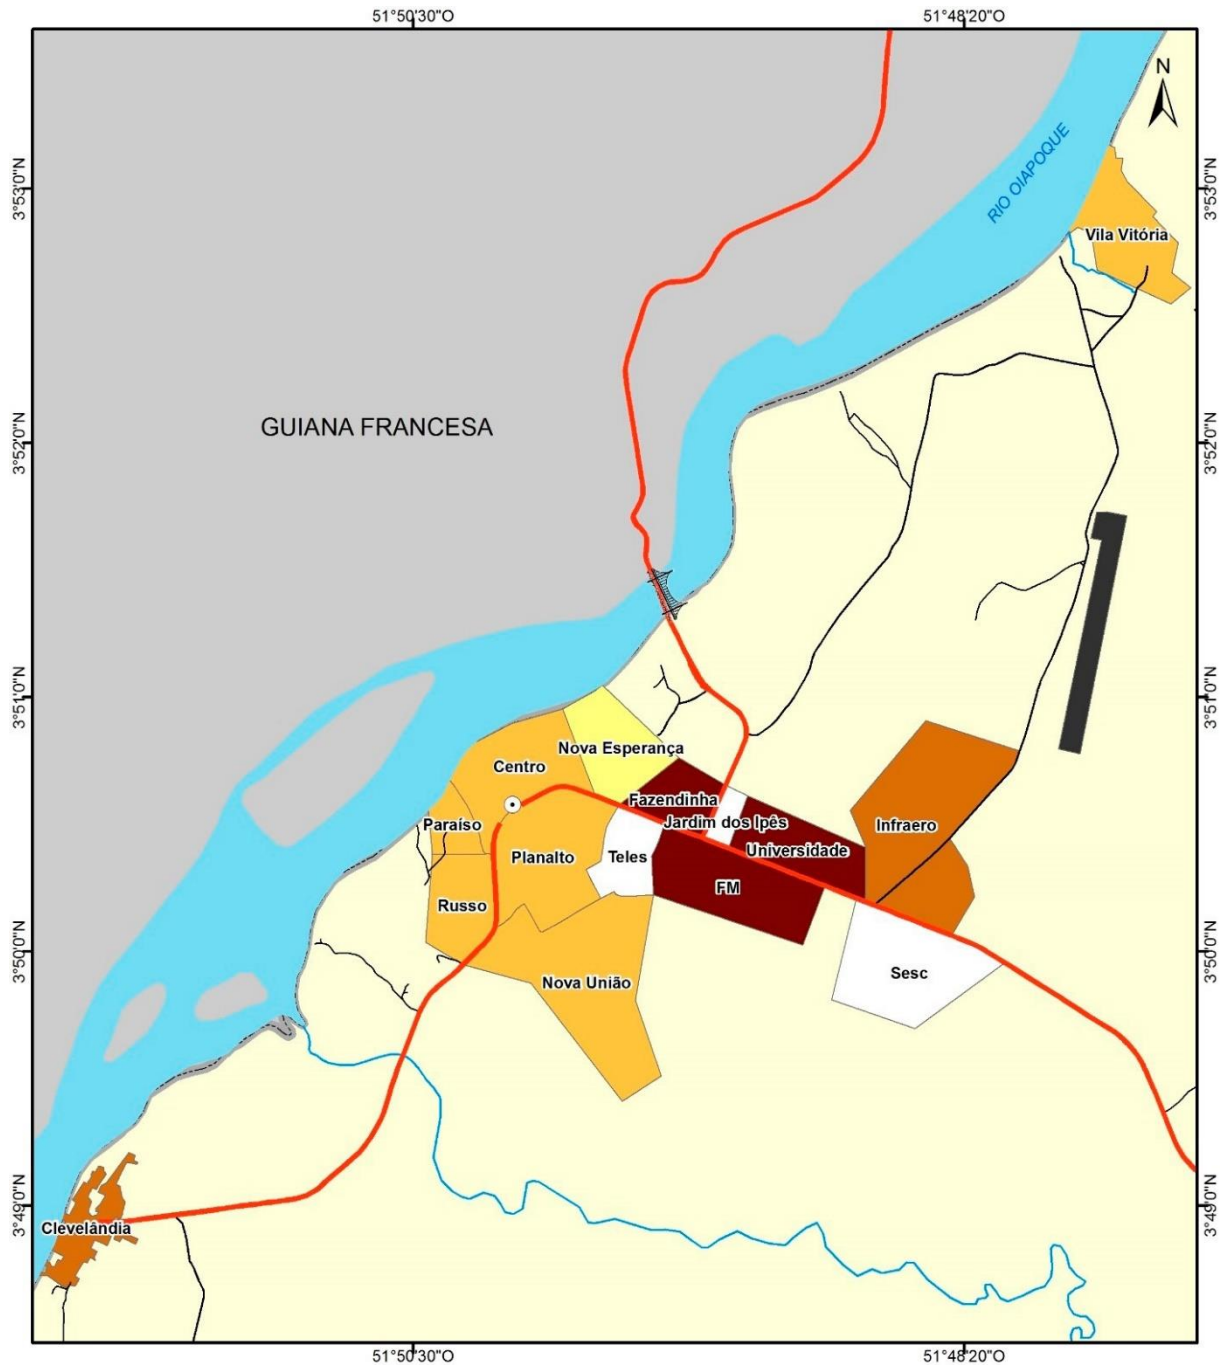 51°50'30"O
51°48'20"O
N
3°53'0"N
3°53'0"N
RIO OIAPOQUE
Vila Vitória
GUIANA FRANCESA
3°52'0"N
3°52'0"N
3°51'0"N
3°51'0"N
Nova Esperança
Centro
Fazendinha
Paraíso
Jardim dos Ipês
Infraero
Planalto
Teles
Universidade
FM
Russo
3°50'0"N
3°50'0"N
Sesc
Nova União
3°49'0"N
3°49'0"N
Clevelândia
51°50'30"O
51°48'20"O